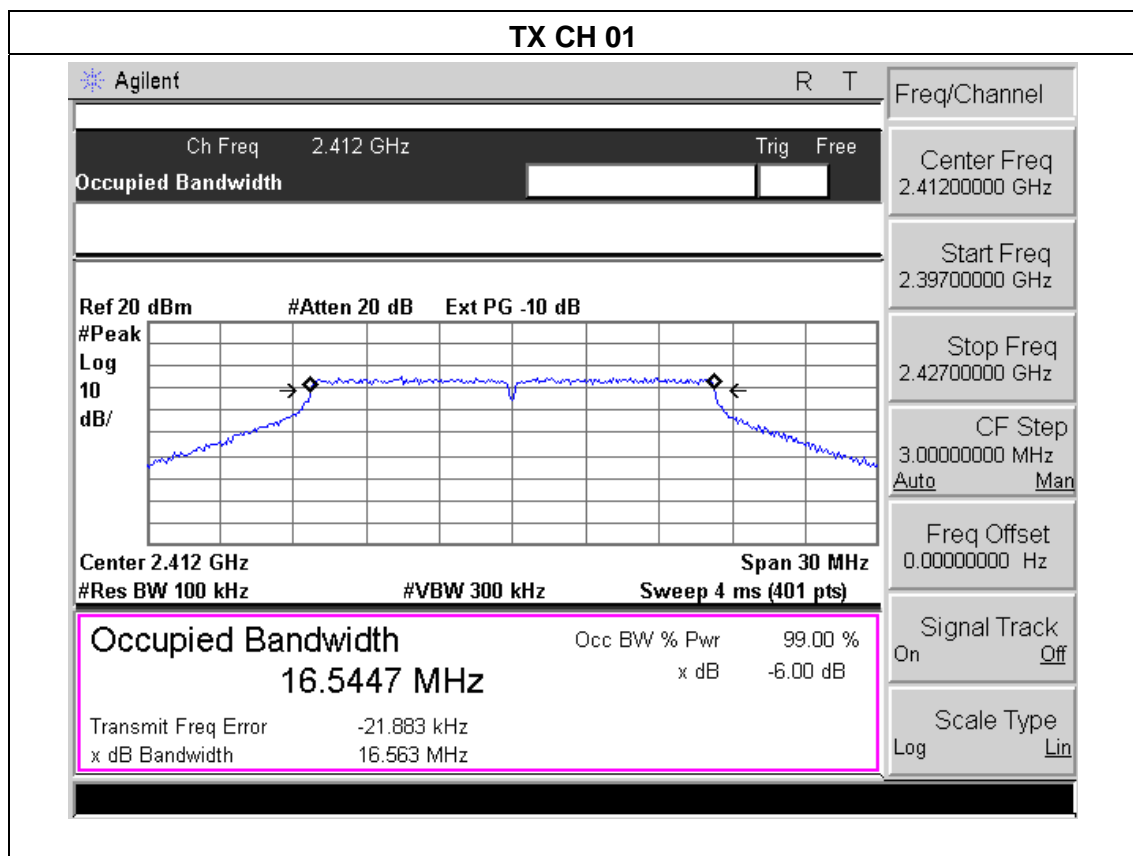 TX CH 01
Agilent R T
Ch Freq 2.412 GHz Trig Free
Occupied Bandwidth
Ref 20 dBm #Atten 20 dB Ext PG -10 dB
#Peak
Log
10
dB/
Center 2.412 GHz Span 30 MHz
#Res BW 100 kHz #VBW 300 kHz Sweep 4 ms (401 pts)
Occupied Bandwidth Occ BW % Pwr 99.00 %
16.5447 MHz x dB -6.00 dB
Transmit Freq Error -21.883 kHz
x dB Bandwidth 16.563 MHz
Freq/Channel
Center Freq
2.41200000 GHz
Start Freq
2.39700000 GHz
Stop Freq
2.42700000 GHz
CF Step
3.00000000 MHz
Auto Man
Freq Offset
0.00000000 Hz
Signal Track
On Off
Scale Type
Log Lin